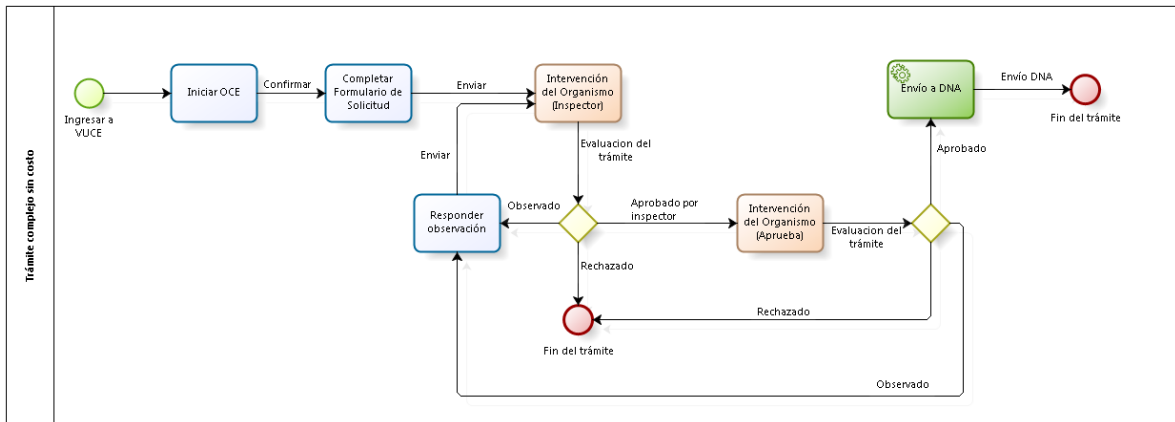 Trámite complejo sin costo
Ingresar a
VUCE
Iniciar OCE
Confirmar
Completar
Formulario de
Solicitud
Enviar
Intervención
del Organismo
(Inspector)
Evaluacion del
trámite
Enviar
Responder
observación
Observado
Aprobado por
inspector
Rechazado
Fin del trámite
Intervención
del Organismo
(Aprueba)
Evaluacion del
trámite
Aprobado
Envío a DNA
Envío DNA
Fin del trámite
Rechazado
Observado